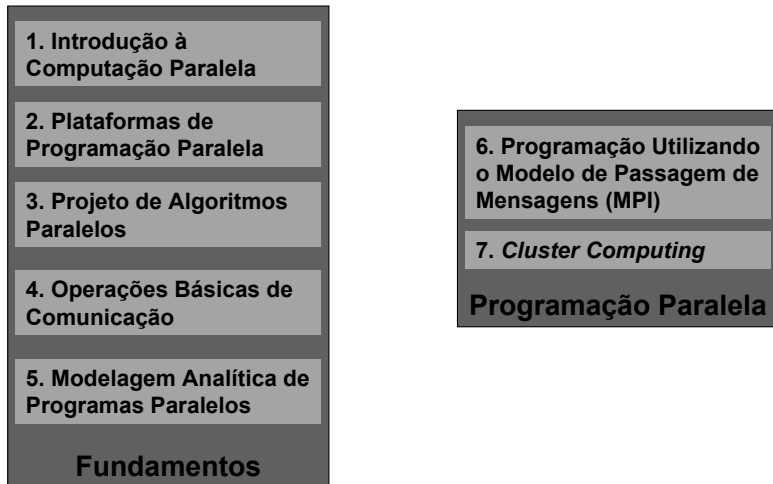 1. Introdução à
Computação Paralela
2. Plataformas de
Programação Paralela
3. Projeto de Algoritmos
Paralelos
4. Operações Básicas de
Comunicação
5. Modelagem Analítica de
Programas Paralelos
Fundamentos
6. Programação Utilizando
o Modelo de Passagem de
Mensagens (MPI)
7. Cluster Computing
Programação Paralela